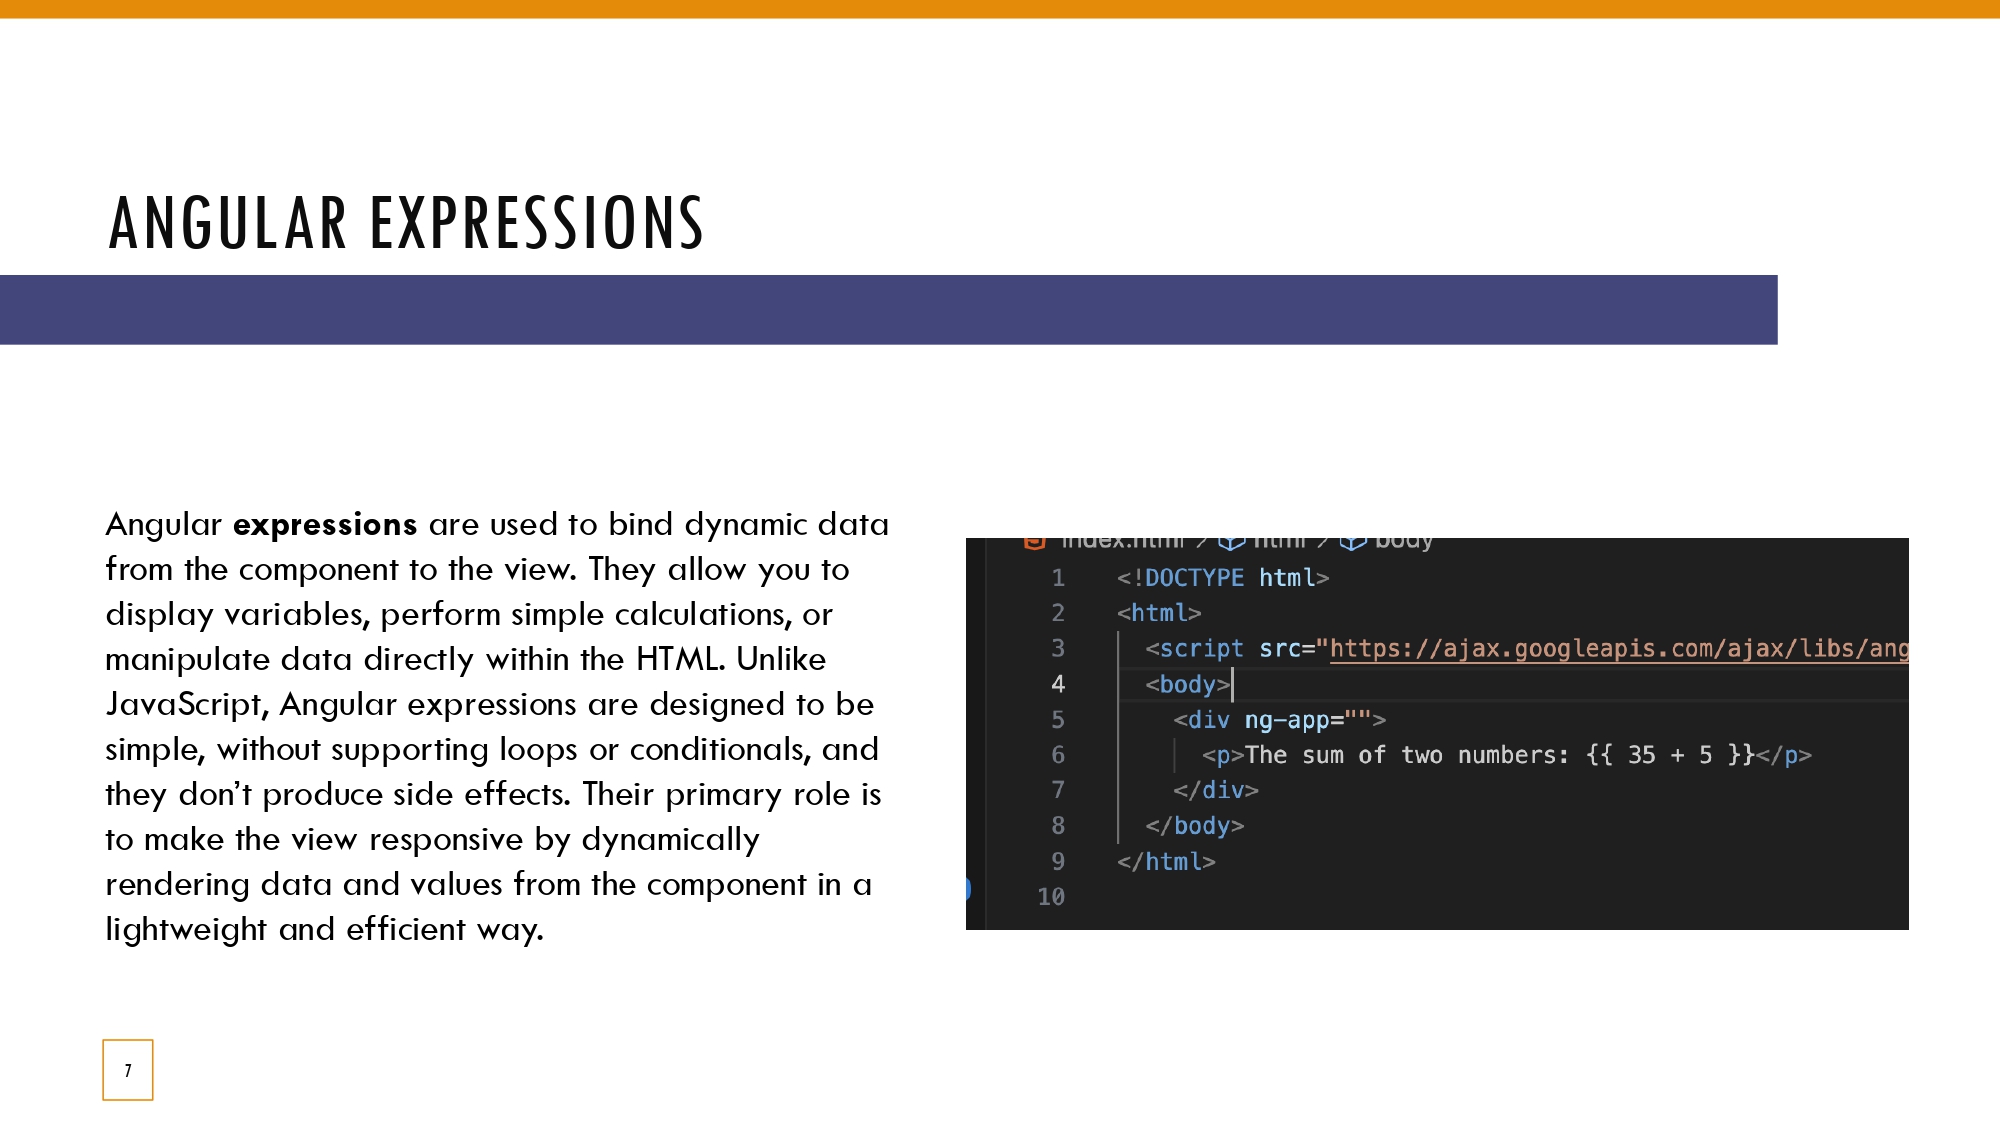 ANGULAR EXPRESSIONS
Angular expressions are used to bind dynamic data
from the component to the view. They allow you to
display variables, perform simple calculations, or
manipulate data directly within the HTML. Unlike
JavaScript, Angular expressions are designed to be
simple, without supporting loops or conditionals, and
they don’t produce side effects. Their primary role is
to make the view responsive by dynamically
rendering data and values from the component in a
lightweight and efficient way.
index.html > html > body
1 <!DOCTYPE html>
2 <html>
3 <script src="https://ajax.googleapis.com/ajax/libs/ang
4 <body>
5 <div ng-app="">
6 <p>The sum of two numbers: {{ 35 + 5 }}</p>
7 </div>
8 </body>
9 </html>
10
7